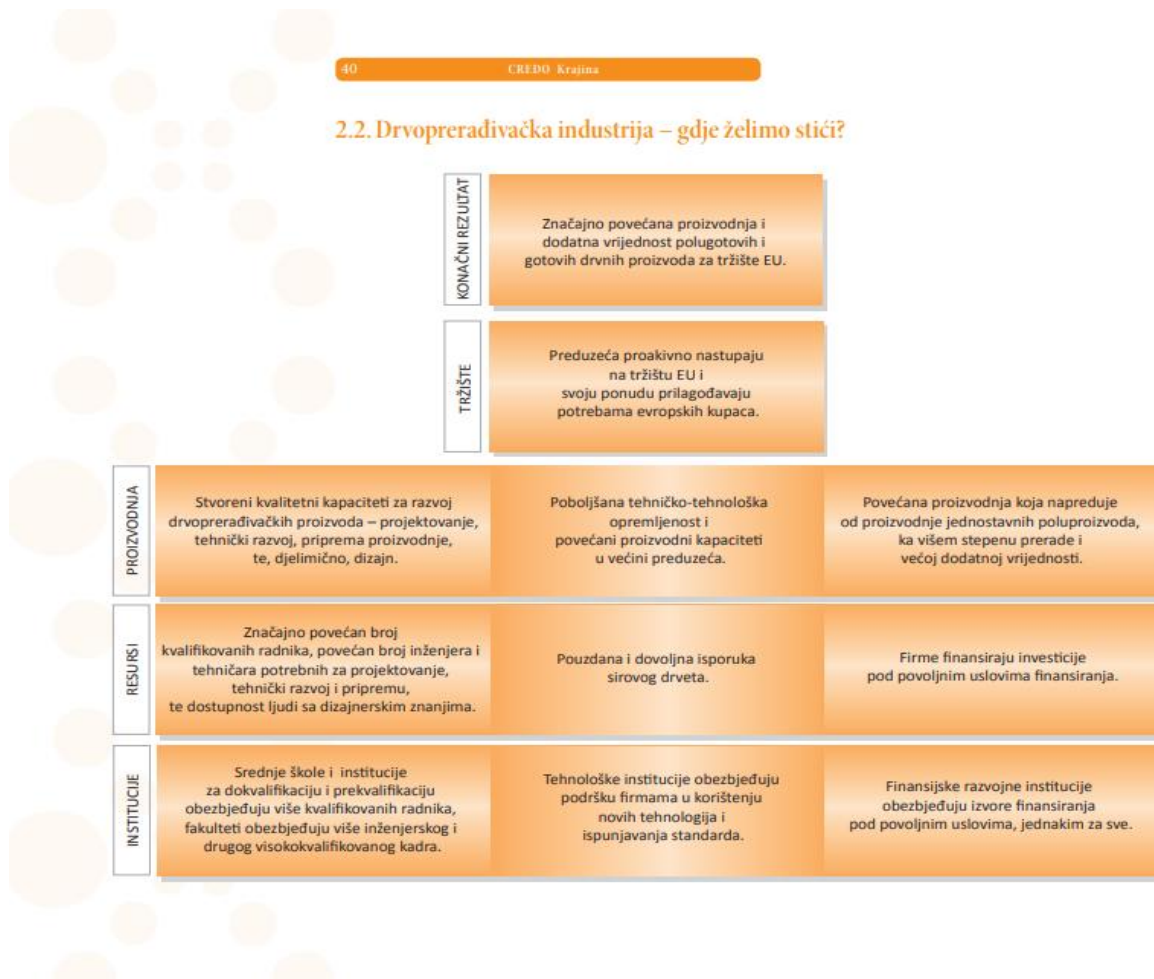 40
CREDO Krajina
2.2. Drvoprerađivačka industrija – gdje želimo stići?
KONAČNI REZULTAT
Značajno povećana proizvodnja i
dodatna vrijednost polugotovih i
gotovih drvnih proizvoda za tržište EU.
TRŽIŠTE
Preduzeća proakivno nastupaju
na tržištu EU i
svoju ponudu prilagođavaju
potrebama evropskih kupaca.
PROIZVODNJA
Stvoreni kvalitetni kapaciteti za razvoj
drvoprerađivačkih proizvoda – projektovanje,
tehnički razvoj, priprema proizvodnje,
te, djelimično, dizajn.
Poboljšana tehničko-tehnološka
opremljenost i
povećani proizvodni kapaciteti
u većini preduzeća.
Povećana proizvodnja koja napreduje
od proizvodnje jednostavnih poluproizvoda,
ka višem stepenu prerade i
većoj dodatnoj vrijednosti.
RESURSI
Značajno povećan broj
kvalifikovanih radnika, povećan broj inženjera i
tehničara potrebnih za projektovanje,
tehnički razvoj i pripremu,
te dostupnost ljudi sa dizajnerskim znanjima.
Pouzdana i dovoljna isporuka
sirovog drveta.
Firme finansiraju investicije
pod povoljnim uslovima finansiranja.
INSTITUCIJE
Srednje škole i institucije
za dokvalifikaciju i prekvalifikaciju
obezbjeđuju više kvalifikovanih radnika,
fakulteti obezbjeđuju više inženjerskog i
drugog visokokvalifikovanog kadra.
Tehnološke institucije obezbjeđuju
podršku firmama u korištenju
novih tehnologija i
ispunjavanja standarda.
Finansijske razvojne institucije
obezbjeđuju izvore finansiranja
pod povoljnim uslovima, jednakim za sve.